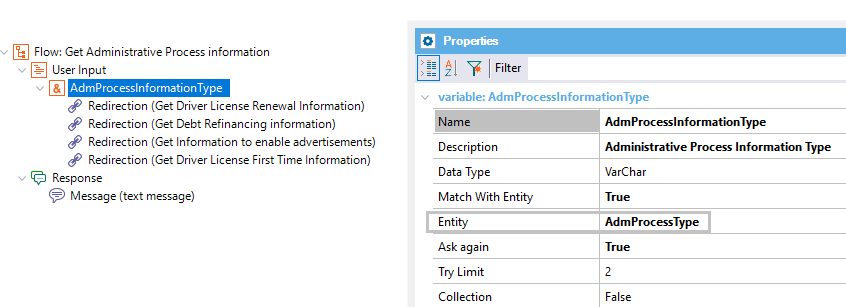 Flow: Get Administrative Process information
User Input
& AdmProcessInformationType
Redirection (Get Driver License Renewal Information)
Redirection (Get Debt Refinancing information)
Redirection (Get Information to enable advertisements)
Redirection (Get Driver License First Time Information)
Response
Message (text message)
Properties
A Z Filter
variable: AdmProcessInformationType
Name AdmProcessInformationType
Description Administrative Process Information Type
Data Type VarChar
Match With Entity True
Entity AdmProcessType
Ask again True
Try Limit 2
Collection False